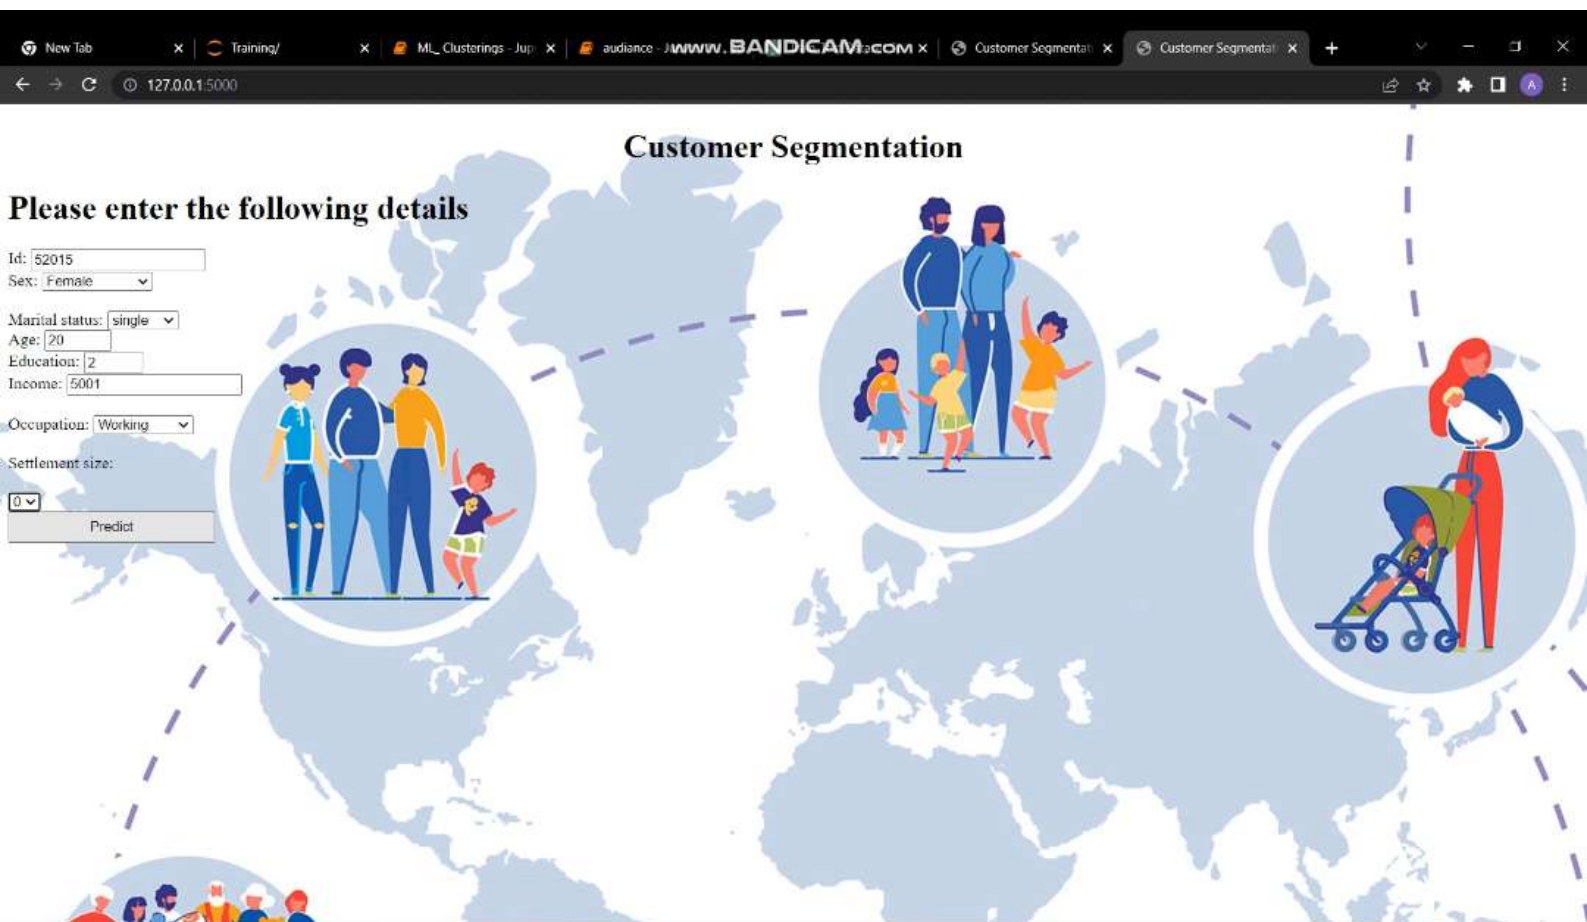 New Tab
Training/
ML_ Clusterings - Jup
audiance - J
WWW.BANDICAM.COM
Customer Segmentat
Customer Segmentat
127.0.0.1:5000
A
Customer Segmentation
Please enter the following details
Id: 52015
Sex: Female
Marital status: single
Age: 20
Education: 2
Income: 5001
Occupation: Working
Settlement size:
0
Predict